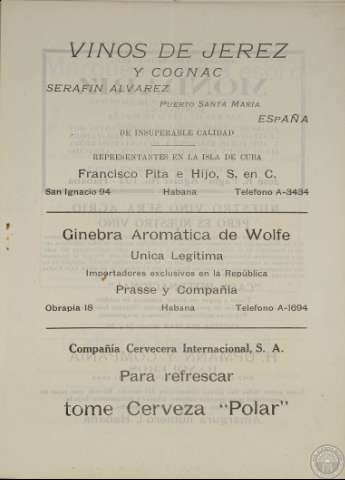 VINOS DE JEREZ
Y COGNAC
SERAFIN ALVAREZ
PUERTO SANTA MARIA
ESPAÑA
DE INSUPERABLE CALIDAD
REPRESENTANTES EN LA ISLA DE CUBA
Francisco Pita e Hijo, S. en C.
San Ignacio 94 Habana Telefono A-3434
Ginebra Aromática de Wolfe
Unica Legítima
Importadores exclusivos en la República
Prasse y Compañía
Obrapia 18 Habana Telefono A-1694
Compañía Cervecera Internacional, S. A.
Para refrescar
tome Cerveza "Polar"